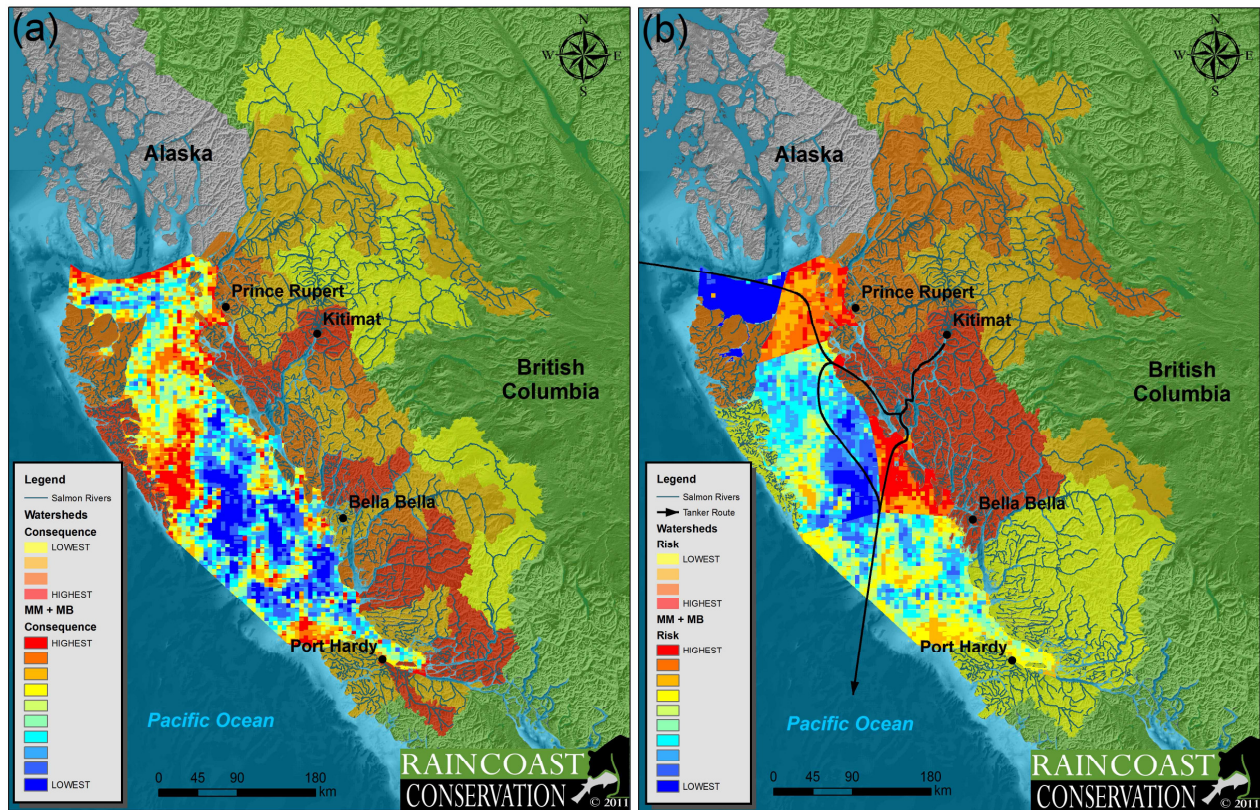 (a)
N
W E
S
Alaska
Prince Rupert
Kitimat
British
Columbia
Bella Bella
Port Hardy
Pacific Ocean
Legend
Salmon Rivers
Watersheds
Consequence
LOWEST
HIGHEST
MM + MB
Consequence
HIGHEST
LOWEST
0 45 90 180
km
RAINCOAST
CONSERVATION
© 2011
(b)
N
W E
S
Alaska
Prince Rupert
Kitimat
British
Columbia
Bella Bella
Port Hardy
Pacific Ocean
Legend
Salmon Rivers
Tanker Route
Watersheds
Risk
LOWEST
HIGHEST
MM + MB
Risk
HIGHEST
LOWEST
0 45 90 180
km
RAINCOAST
CONSERVATION
© 2011